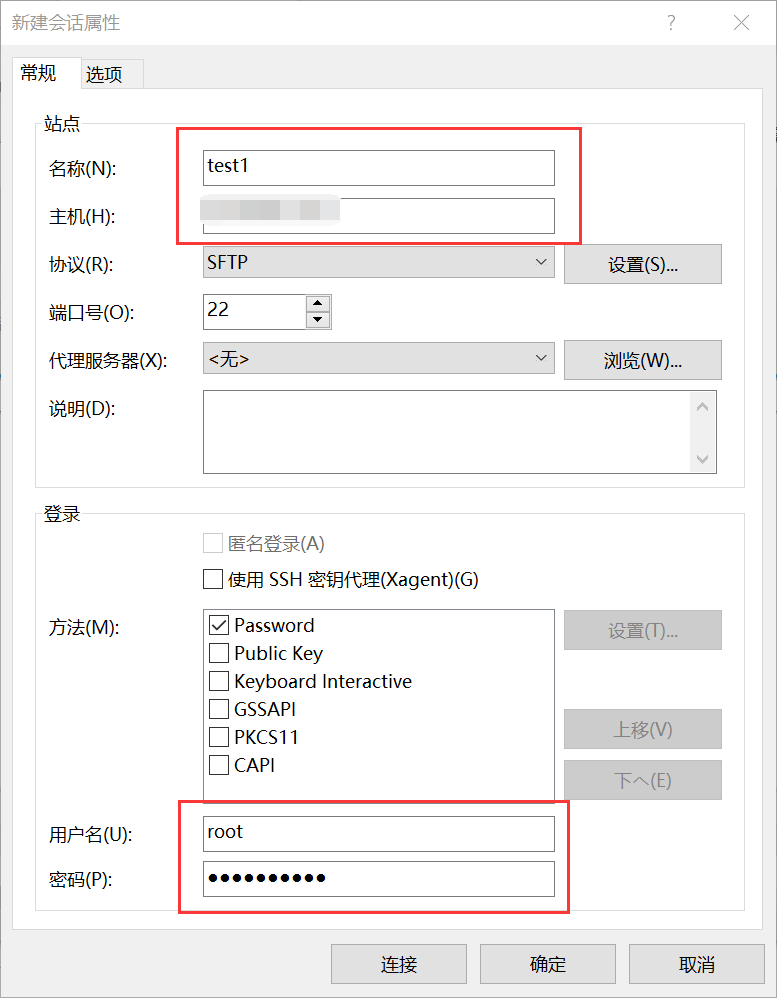 新建会话属性
常规 选项
站点
名称(N): test1
主机(H):
协议(R): SFTP 设置(S)...
端口号(O): 22
代理服务器(X): <无> 浏览(W)...
说明(D):
登录
匿名登录(A)
使用 SSH 密钥代理(Xagent)(G)
方法(M): Password 设置(T)...
Public Key
Keyboard Interactive
GSSAPI
PKCS11 上移(V)
CAPI 下へ(E)
用户名(U): root
密码(P): ●●●●●●●●●●
连接 确定 取消